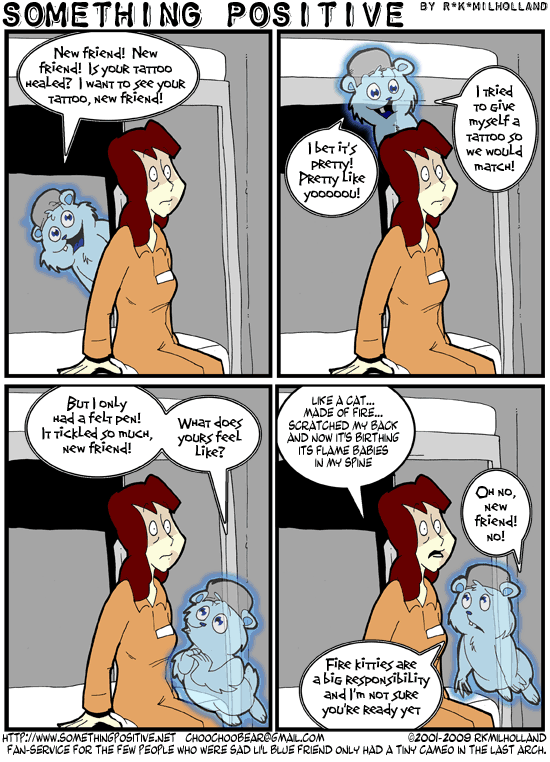 SOMETHING POSITIVE
BY R*K*MILHOLLAND
New friend! New
friend! Is your tattoo
healed? I want to see your
tattoo, new friend!
I bet it's
pretty!
Pretty like
yooooou!
I tried
to give
myself a
tattoo so
we would
match!
But I only
had a felt pen!
It tickled so much,
new friend!
What does
yours feel
like?
LIKE A CAT...
MADE OF FIRE...
SCRATCHED MY BACK
AND NOW IT'S BIRTHING
ITS FLAME BABIES
IN MY SPINE
Oh no,
new
friend!
No!
Fire kitties are
a big responsibility
and I'm not sure
you're ready yet
HTTP://WWW.SOMETHINGPOSITIVE.NET CHOOCHOOBEAR@GMAIL.COM ©2001-2009 RKMILHOLLAND
FAN-SERVICE FOR THE FEW PEOPLE WHO WERE SAD LI'L BLUE FRIEND ONLY HAD A TINY CAMEO IN THE LAST ARCH.